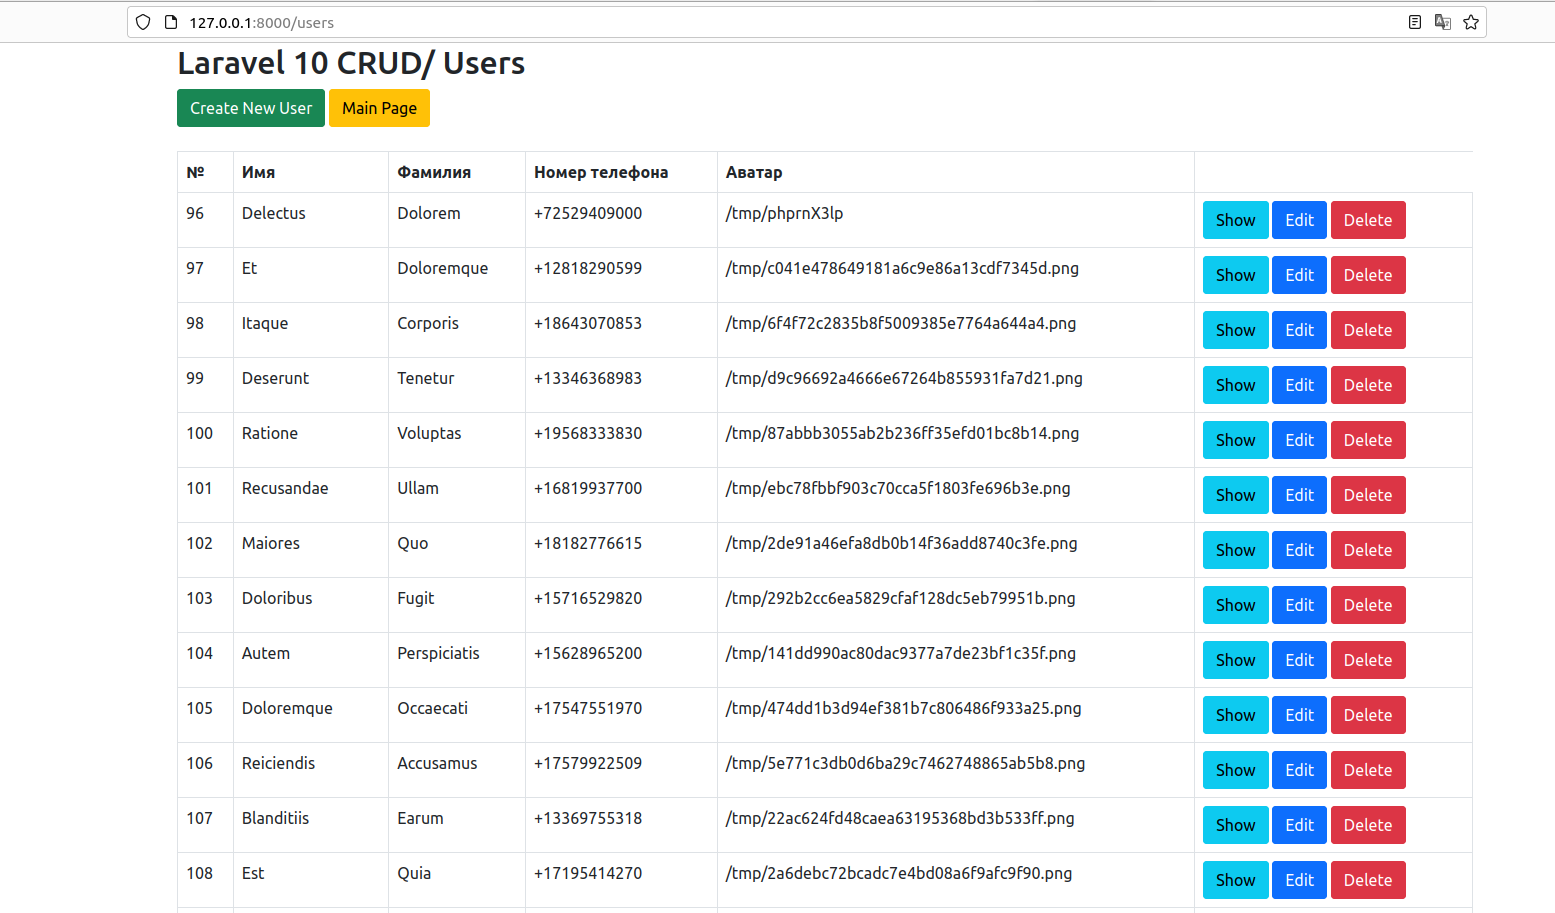 127.0.0.1:8000/users
Laravel 10 CRUD/ Users
Create New User Main Page
№ Имя Фамилия Номер телефона Аватар
96 Delectus Dolorem +72529409000 /tmp/phprnX3lp Show Edit Delete
97 Et Doloremque +12818290599 /tmp/c041e478649181a6c9e86a13cdf7345d.png Show Edit Delete
98 Itaque Corporis +18643070853 /tmp/6f4f72c2835b8f5009385e7764a644a4.png Show Edit Delete
99 Deserunt Tenetur +13346368983 /tmp/d9c96692a4666e67264b855931fa7d21.png Show Edit Delete
100 Ratione Voluptas +19568333830 /tmp/87abbb3055ab2b236ff35efd01bc8b14.png Show Edit Delete
101 Recusandae Ullam +16819937700 /tmp/ebc78fbbf903c70cca5f1803fe696b3e.png Show Edit Delete
102 Maiores Quo +18182776615 /tmp/2de91a46efa8db0b14f36add8740c3fe.png Show Edit Delete
103 Doloribus Fugit +15716529820 /tmp/292b2cc6ea5829cfaf128dc5eb79951b.png Show Edit Delete
104 Autem Perspiciatis +15628965200 /tmp/141dd990ac80dac9377a7de23bf1c35f.png Show Edit Delete
105 Doloremque Occaecati +17547551970 /tmp/474dd1b3d94ef381b7c806486f933a25.png Show Edit Delete
106 Reiciendis Accusamus +17579922509 /tmp/5e771c3db0d6ba29c7462748865ab5b8.png Show Edit Delete
107 Blanditiis Earum +13369755318 /tmp/22ac624fd48caea63195368bd3b533ff.png Show Edit Delete
108 Est Quia +17195414270 /tmp/2a6debc72bcadc7e4bd08a6f9afc9f90.png Show Edit Delete